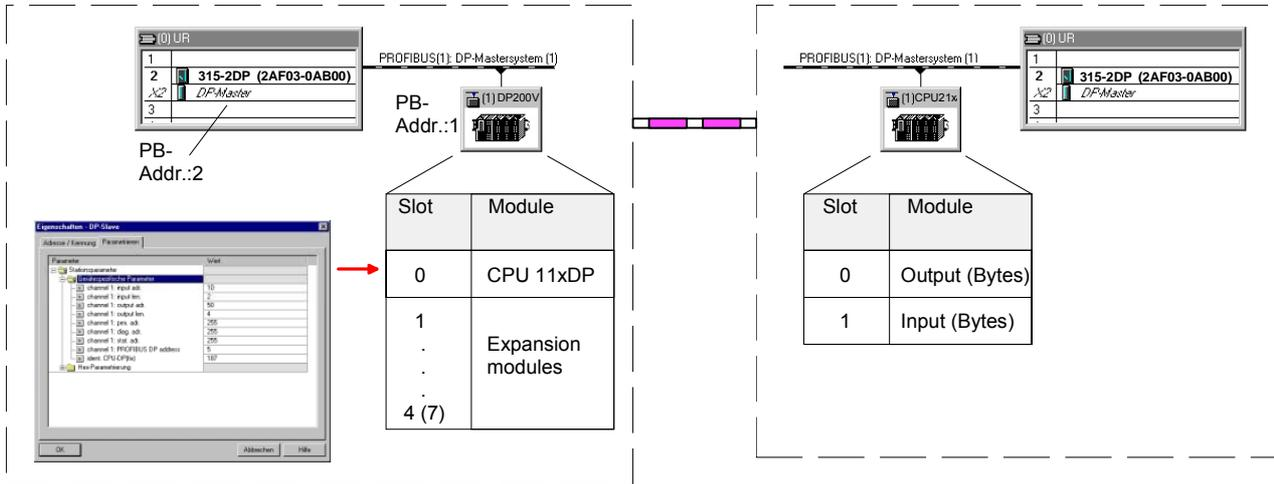 (0) UR
1
2 315-2DP (2AF03-0AB00)
X2 DP-Master
3
PROFIBUS(1): DP-Mastersystem (1)
PB-
Addr.:1
(1) DP200V
PB-
Addr.:2
Slot Module
0 CPU 11xDP
1
.
.
.
4 (7)
Expansion
modules
Eigenschaften - DP-Slave
Adresse / Kennung Parametrieren
Parameter Wert
Stationsparameter
Gerätespezifische Parameter
channel 1: input adr. 10
channel 1: input len. 2
channel 1: output adr. 50
channel 1: output len. 4
channel 1: prm. adr. 255
channel 1: diag. adr. 255
channel 1: stat. adr. 255
channel 1: PROFIBUS DP address 5
ident. CPU-DP(fix) 187
Hex-Parametrierung
OK Abbrechen Hilfe
PROFIBUS(1): DP-Mastersystem (1)
(1)CPU21x
(0) UR
1
2 315-2DP (2AF03-0AB00)
X2 DP-Master
3
Slot Module
0 Output (Bytes)
1 Input (Bytes)